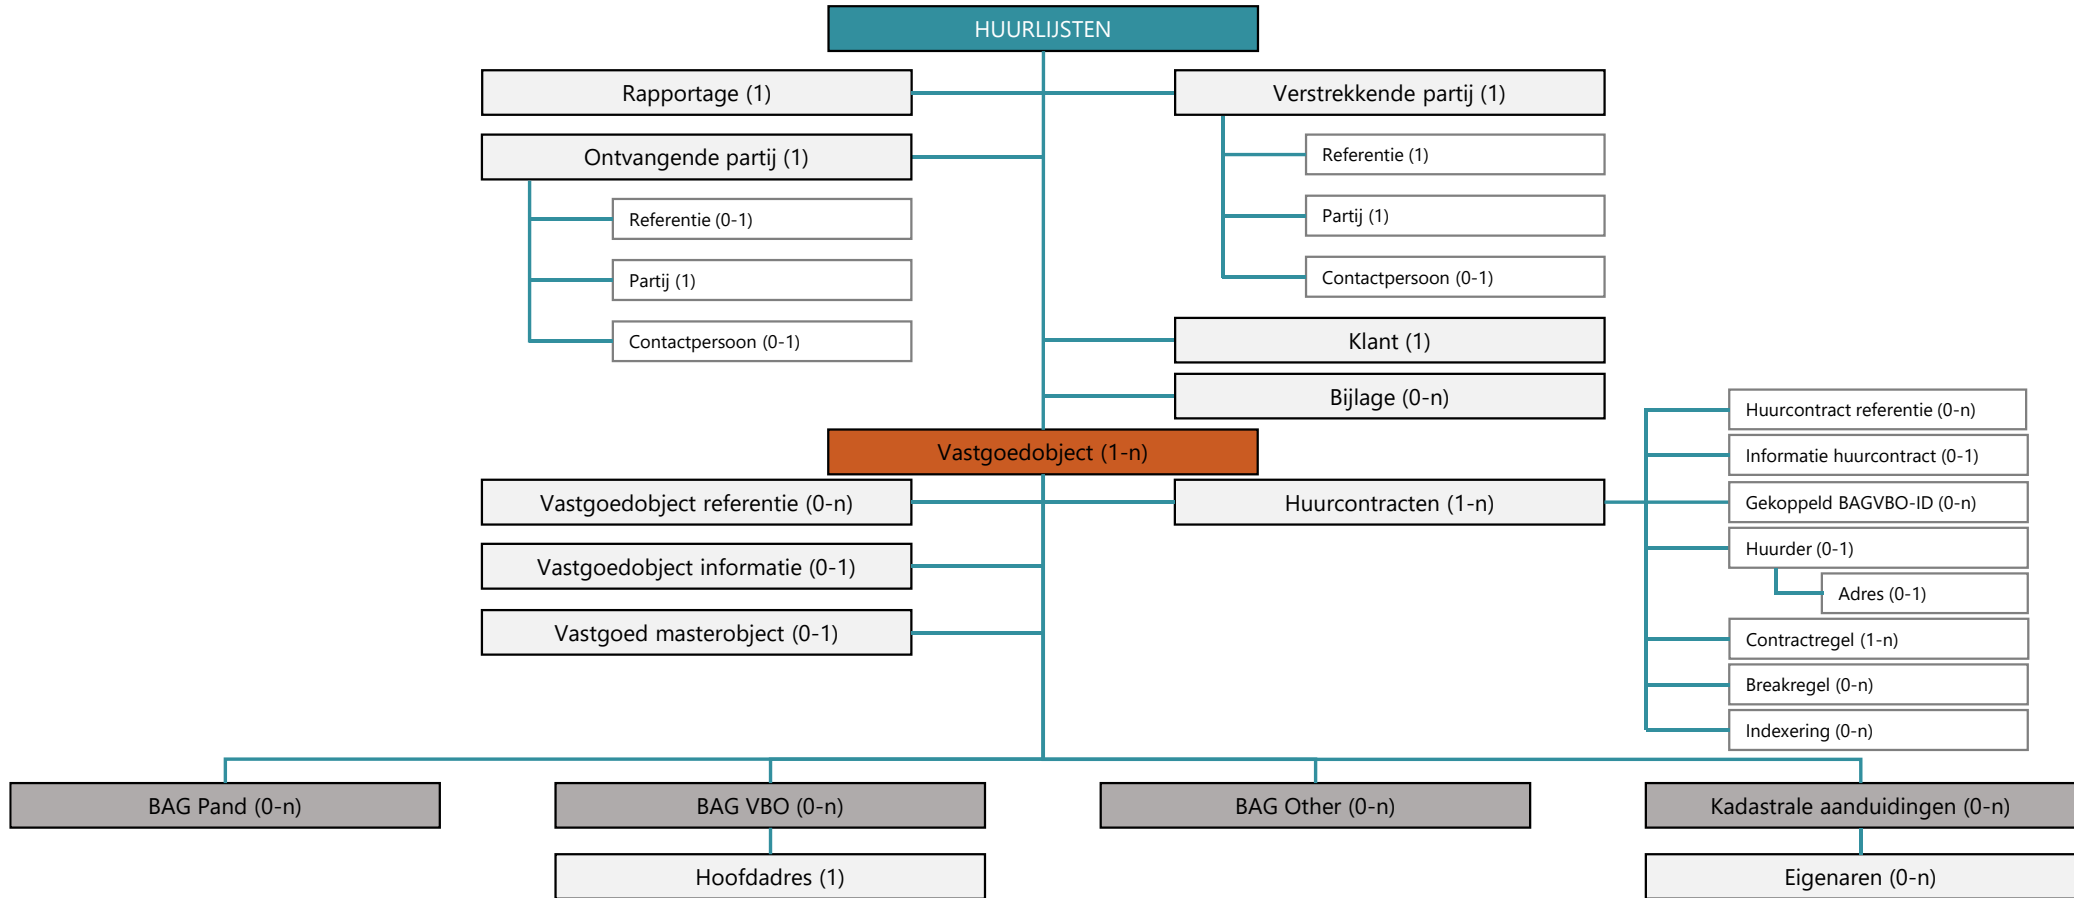 HUURLIJSTEN
Rapportage (1)
Verstrekkende partij (1)
Ontvangende partij (1)
Referentie (1)
Referentie (0-1)
Partij (1)
Partij (1)
Contactpersoon (0-1)
Contactpersoon (0-1)
Klant (1)
Bijlage (0-n)
Vastgoedobject (1-n)
Vastgoedobject referentie (0-n)
Huurcontracten (1-n)
Vastgoedobject informatie (0-1)
Vastgoed masterobject (0-1)
Huurcontract referentie (0-n)
Informatie huurcontract (0-1)
Gekoppeld BAGVBO-ID (0-n)
Huurder (0-1)
Adres (0-1)
Contractregel (1-n)
Breakregel (0-n)
Indexering (0-n)
BAG Pand (0-n)
BAG VBO (0-n)
BAG Other (0-n)
Kadastrale aanduidingen (0-n)
Hoofdadres (1)
Eigenaren (0-n)